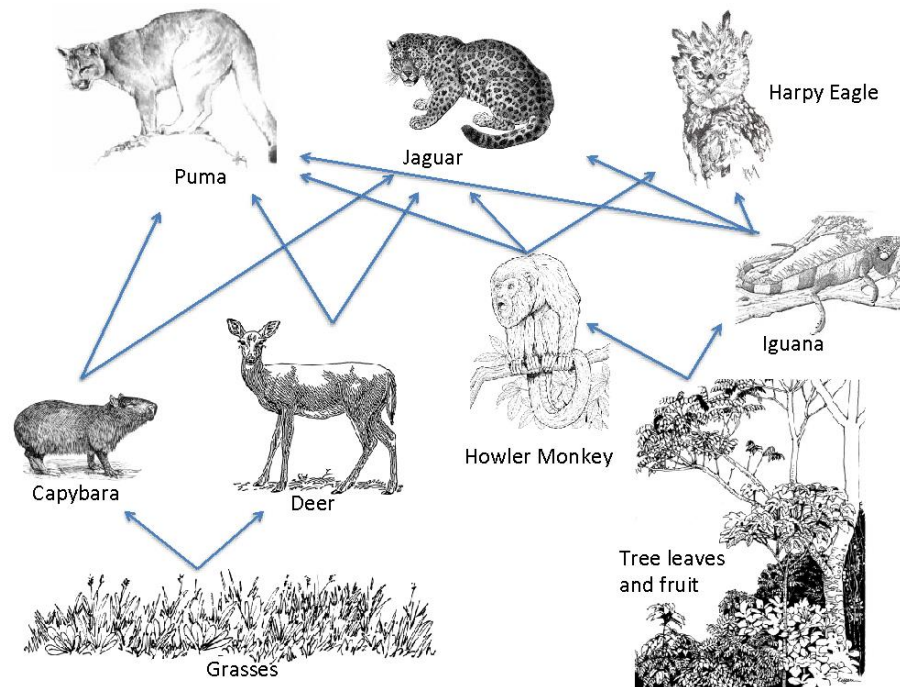 Harpy Eagle
Jaguar
Puma
Iguana
Howler Monkey
Capybara
Deer
Tree leaves
and fruit
Grasses